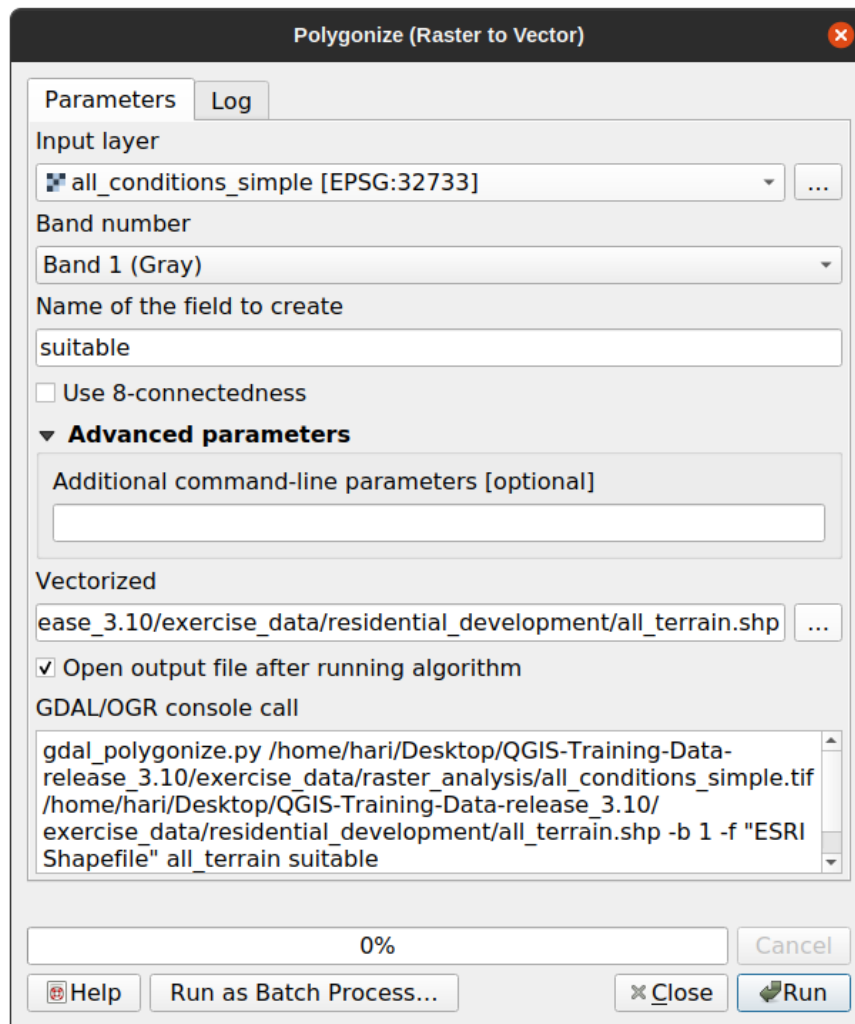 Polygonize (Raster to Vector)
Parameters
Log
Input layer
all_conditions_simple [EPSG:32733]
...
Band number
Band 1 (Gray)
Name of the field to create
suitable
Use 8-connectedness
Advanced parameters
Additional command-line parameters [optional]
Vectorized
ease_3.10/exercise_data/residential_development/all_terrain.shp
...
Open output file after running algorithm
GDAL/OGR console call
gdal_polygonize.py /home/hari/Desktop/QGIS-Training-Data-
release_3.10/exercise_data/raster_analysis/all_conditions_simple.tif
/home/hari/Desktop/QGIS-Training-Data-release_3.10/
exercise_data/residential_development/all_terrain.shp -b 1 -f "ESRI
Shapefile" all_terrain suitable
0%
Cancel
Help
Run as Batch Process...
Close
Run